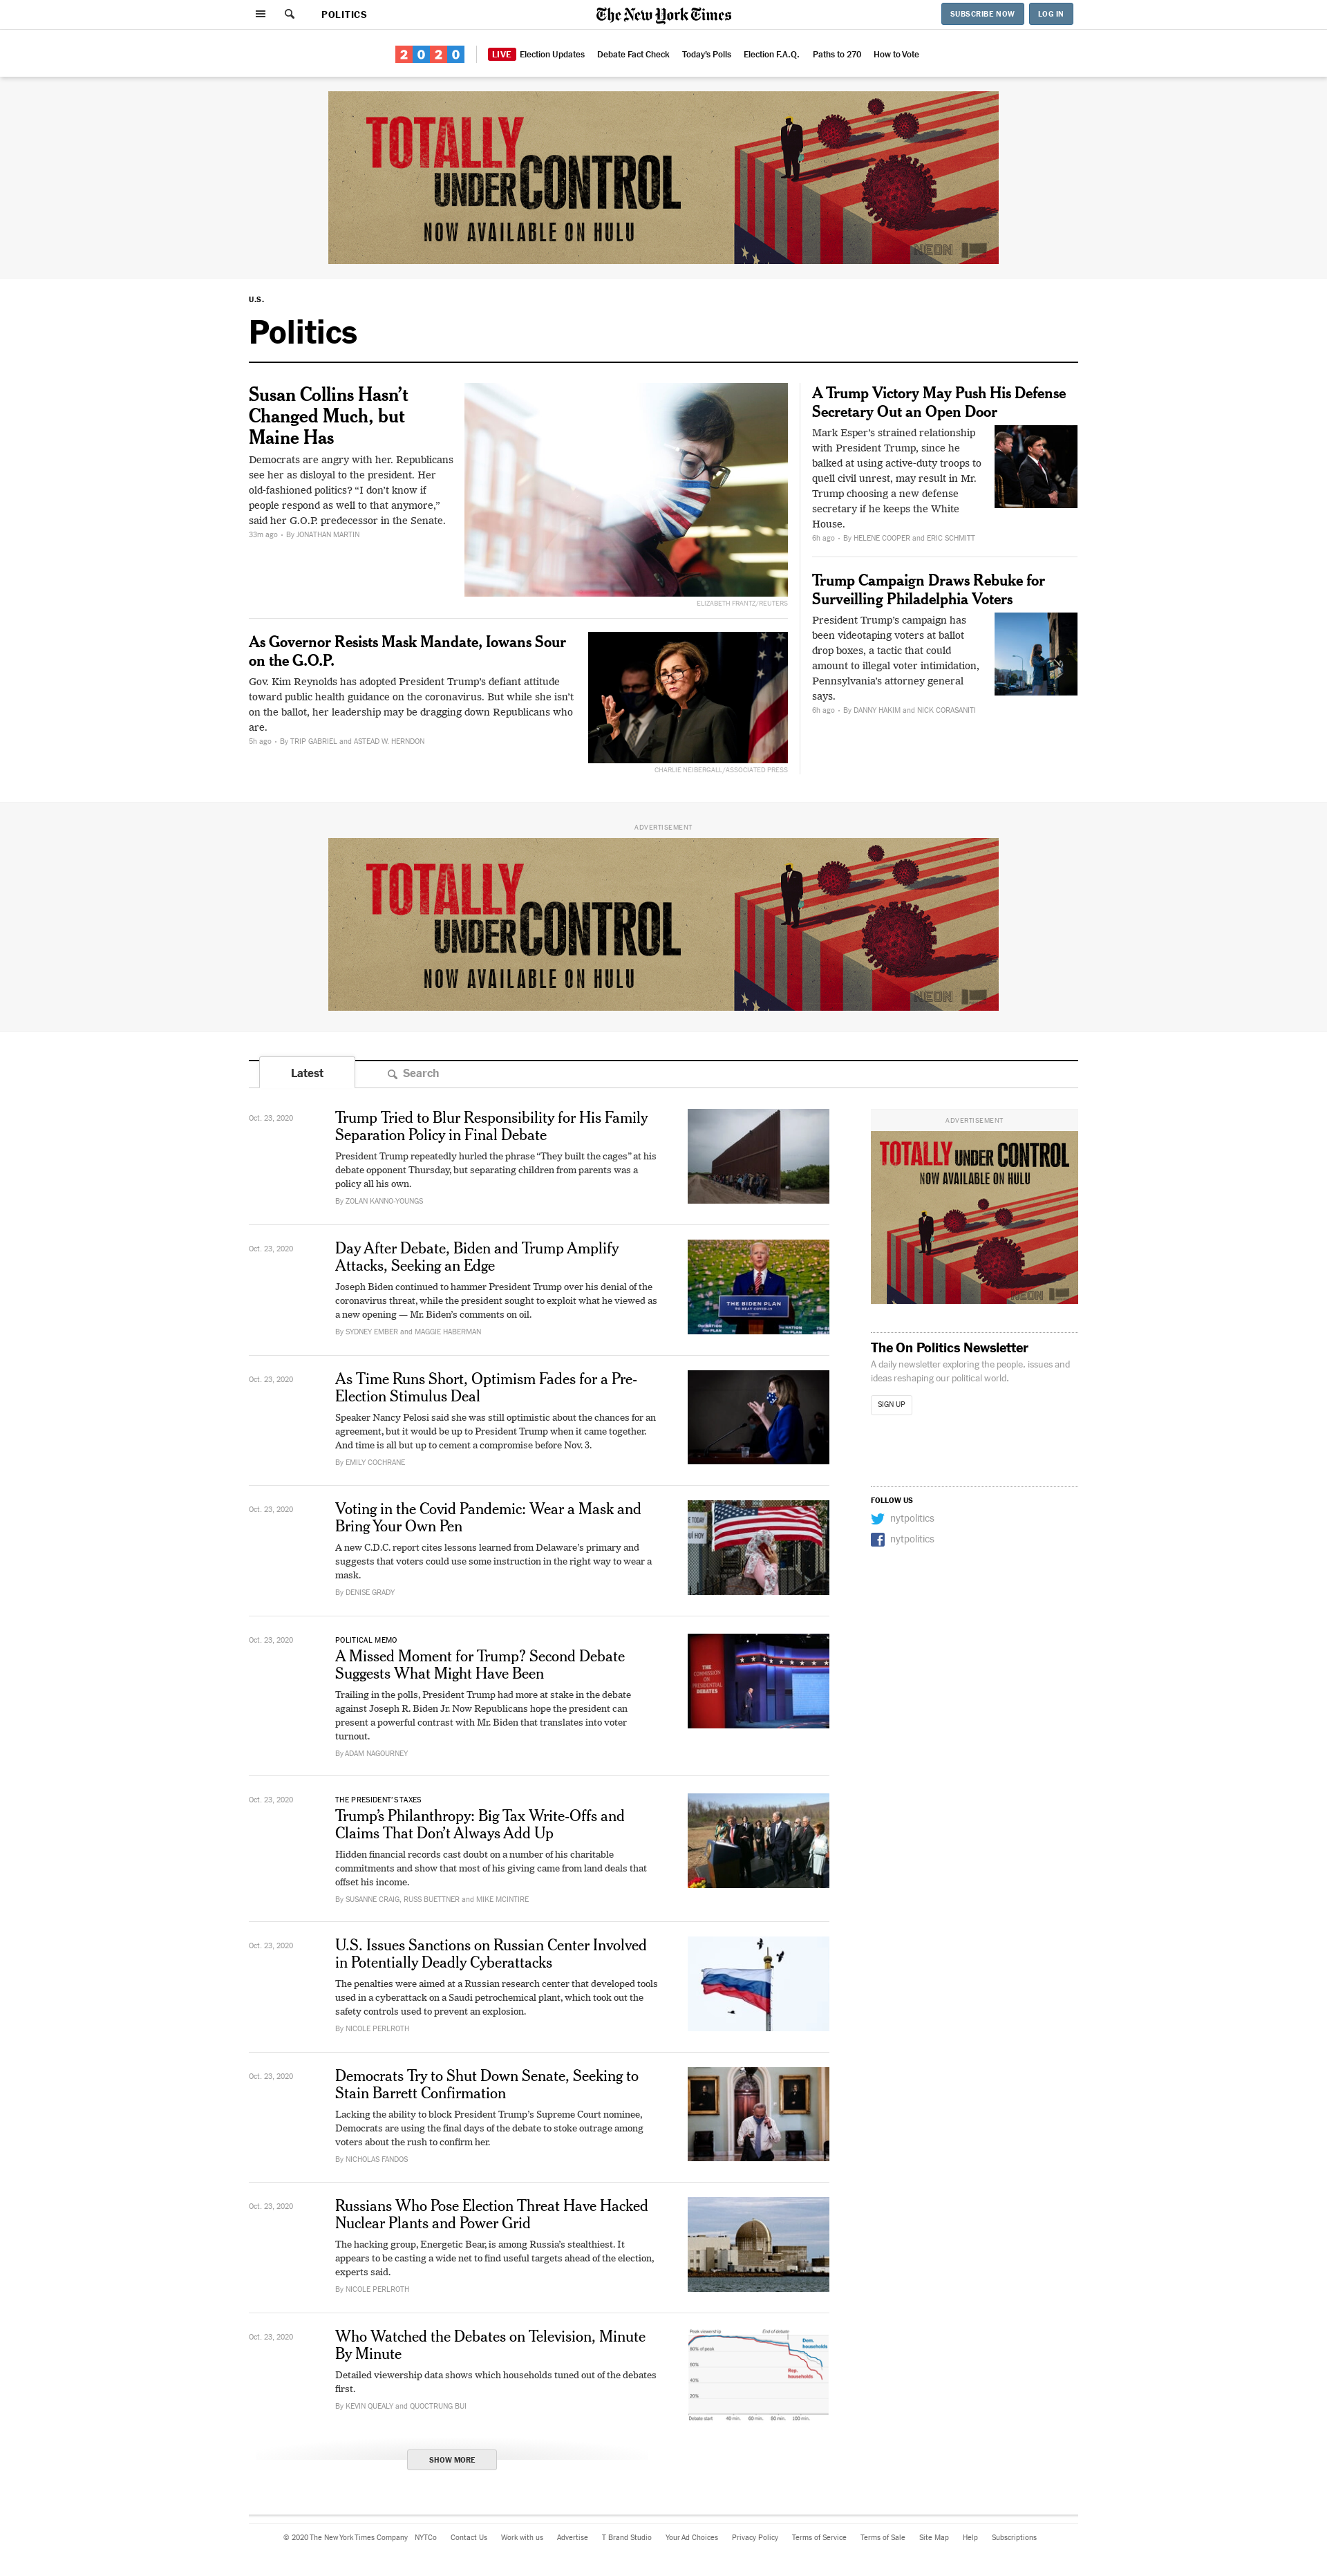 POLITICS
The New York Times
SUBSCRIBE NOW
LOG IN
2020
LIVE Election Updates
Debate Fact Check
Today's Polls
Election F.A.Q.
Paths to 270
How to Vote
TOTALLY
UNDER CONTROL
NOW AVAILABLE ON HULU
NEON
U.S.
Politics
Susan Collins Hasn't
Changed Much, but
Maine Has
Democrats are angry with her. Republicans
see her as disloyal to the president. Her
old-fashioned politics? “I don't know if
people respond as well to that anymore,”
said her G.O.P. predecessor in the Senate.
33m ago • By JONATHAN MARTIN
ELIZABETH FRANTZ/REUTERS
As Governor Resists Mask Mandate, Iowans Sour
on the G.O.P.
Gov. Kim Reynolds has adopted President Trump's defiant attitude
toward public health guidance on the coronavirus. But while she isn't
on the ballot, her leadership may be dragging down Republicans who
are.
5h ago • By TRIP GABRIEL and ASTEAD W. HERNDON
CHARLIE NEIBERGALL/ASSOCIATED PRESS
A Trump Victory May Push His Defense
Secretary Out an Open Door
Mark Esper's strained relationship
with President Trump, since he
balked at using active-duty troops to
quell civil unrest, may result in Mr.
Trump choosing a new defense
secretary if he keeps the White
House.
6h ago • By HELENE COOPER and ERIC SCHMITT
Trump Campaign Draws Rebuke for
Surveilling Philadelphia Voters
President Trump's campaign has
been videotaping voters at ballot
drop boxes, a tactic that could
amount to illegal voter intimidation,
Pennsylvania's attorney general
says.
6h ago • By DANNY HAKIM and NICK CORASANITI
ADVERTISEMENT
TOTALLY
UNDER CONTROL
NOW AVAILABLE ON HULU
NEON
Latest
Search
Oct. 23, 2020
Trump Tried to Blur Responsibility for His Family
Separation Policy in Final Debate
President Trump repeatedly hurled the phrase “They built the cages” at his
debate opponent Thursday, but separating children from parents was a
policy all his own.
By ZOLAN KANNO-YOUNGS
Oct. 23, 2020
Day After Debate, Biden and Trump Amplify
Attacks, Seeking an Edge
Joseph Biden continued to hammer President Trump over his denial of the
coronavirus threat, while the president sought to exploit what he viewed as
a new opening — Mr. Biden's comments on oil.
By SYDNEY EMBER and MAGGIE HABERMAN
THE BIDEN PLAN
TO BEAT COVID-19
Oct. 23, 2020
As Time Runs Short, Optimism Fades for a Pre-
Election Stimulus Deal
Speaker Nancy Pelosi said she was still optimistic about the chances for an
agreement, but it would be up to President Trump when it came together.
And time is all but up to cement a compromise before Nov. 3.
By EMILY COCHRANE
Oct. 23, 2020
Voting in the Covid Pandemic: Wear a Mask and
Bring Your Own Pen
A new C.D.C. report cites lessons learned from Delaware's primary and
suggests that voters could use some instruction in the right way to wear a
mask.
By DENISE GRADY
Oct. 23, 2020
POLITICAL MEMO
A Missed Moment for Trump? Second Debate
Suggests What Might Have Been
Trailing in the polls, President Trump had more at stake in the debate
against Joseph R. Biden Jr. Now Republicans hope the president can
present a powerful contrast with Mr. Biden that translates into voter
turnout.
By ADAM NAGOURNEY
THE
COMMISSION
ON
PRESIDENTIAL
DEBATES
Oct. 23, 2020
THE PRESIDENT'S TAXES
Trump's Philanthropy: Big Tax Write-Offs and
Claims That Don't Always Add Up
Hidden financial records cast doubt on a number of his charitable
commitments and show that most of his giving came from land deals that
offset his income.
By SUSANNE CRAIG, RUSS BUETTNER and MIKE MCINTIRE
Oct. 23, 2020
U.S. Issues Sanctions on Russian Center Involved
in Potentially Deadly Cyberattacks
The penalties were aimed at a Russian research center that developed tools
used in a cyberattack on a Saudi petrochemical plant, which took out the
safety controls used to prevent an explosion.
By NICOLE PERLROTH
Oct. 23, 2020
Democrats Try to Shut Down Senate, Seeking to
Stain Barrett Confirmation
Lacking the ability to block President Trump's Supreme Court nominee,
Democrats are using the final days of the debate to stoke outrage among
voters about the rush to confirm her.
By NICHOLAS FANDOS
Oct. 23, 2020
Russians Who Pose Election Threat Have Hacked
Nuclear Plants and Power Grid
The hacking group, Energetic Bear, is among Russia's stealthiest. It
appears to be casting a wide net to find useful targets ahead of the election,
experts said.
By NICOLE PERLROTH
Oct. 23, 2020
Who Watched the Debates on Television, Minute
By Minute
Detailed viewership data shows which households tuned out of the debates
first.
By KEVIN QUEALY and QUOCTRUNG BUI
Peak viewership
End of debate
80% of peak
60%
40%
20%
Dem.
households
Rep.
households
Debate start
40 min.
60 min.
80 min.
100 min.
SHOW MORE
ADVERTISEMENT
TOTALLY UNDER CONTROL
NOW AVAILABLE ON HULU
NEON
The On Politics Newsletter
A daily newsletter exploring the people, issues and
ideas reshaping our political world.
SIGN UP
FOLLOW US
nytpolitics
nytpolitics
© 2020 The New York Times Company
NYTCo
Contact Us
Work with us
Advertise
T Brand Studio
Your Ad Choices
Privacy Policy
Terms of Service
Terms of Sale
Site Map
Help
Subscriptions